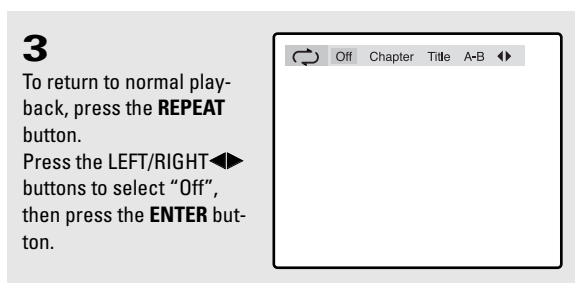 3
To return to normal play-
back, press the REPEAT
button.
Press the LEFT/RIGHT◀▶
buttons to select “Off”,
then press the ENTER but-
ton.
Off Chapter Title A-B ◀▶